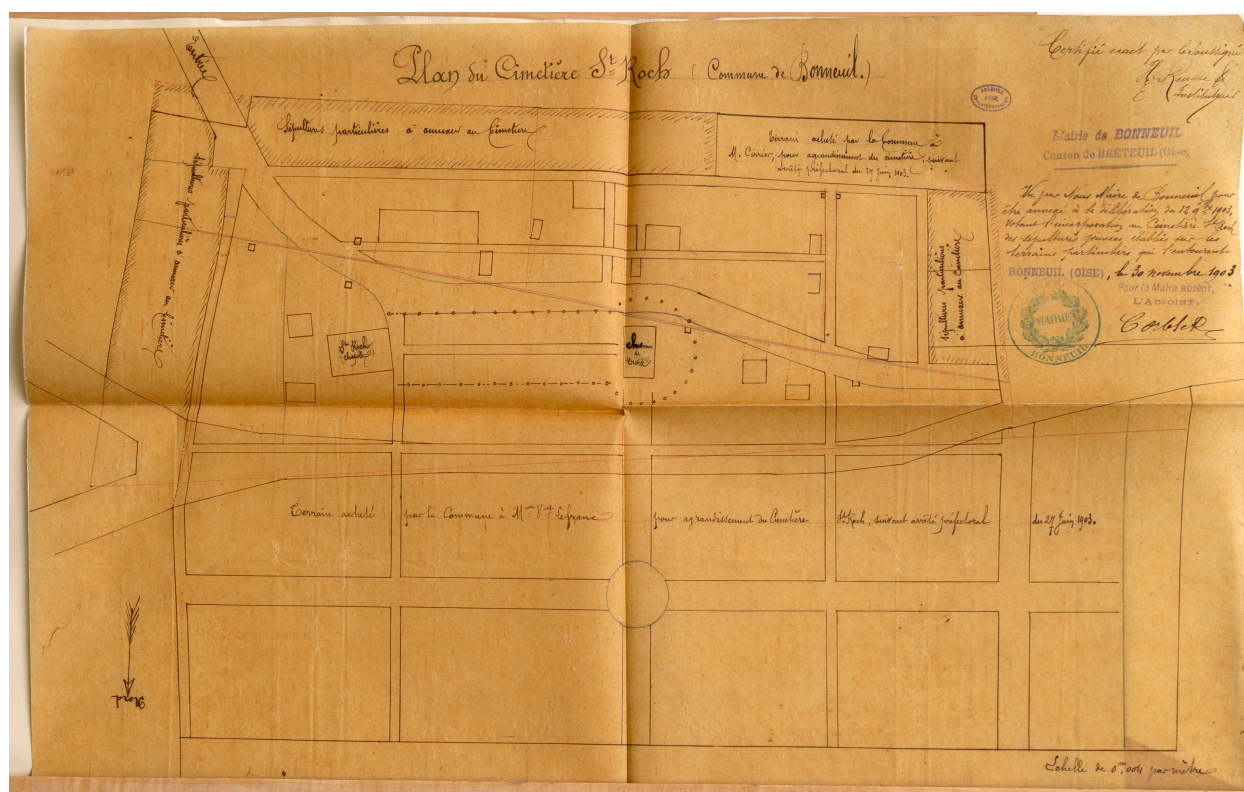 Plan du Cimetière St Roch (Commune de Bonneuil.)
Certifié exact par le soussigné
Instituteur
Entrée
Sépultures particulières à annexer au Cimetière
Terrain acheté par la Commune à
M. Corrier, pour agrandissement du cimetière, suivant
arrêté préfectoral du 27 Juin 1903.
Mairie de BONNEUIL
Canton de BRETEUIL (Oise)
Vu par Nous Maire de Bonneuil pour
être annexé à la délibération du 12 9bre 1903,
votant l'incorporation au Cimetière St Roch
des sépultures privées établies sur les
terrains particuliers qui l'entourent
BONNEUIL (OISE), le 30 novembre 1903
Pour le Maire absent,
L'ADJOINT,
MAIRIE
BONNEUIL
Sépultures particulières à annexer au Cimetière
Sépultures particulières
à annexer au Cimetière
St Roch
chapelle
Terrain acheté par la Commune à Mme Vve Lefranc pour agrandissement du Cimetière St Roch, suivant arrêté préfectoral du 27 Juin 1903.
Nord
Echelle de 0m,004 par mètre